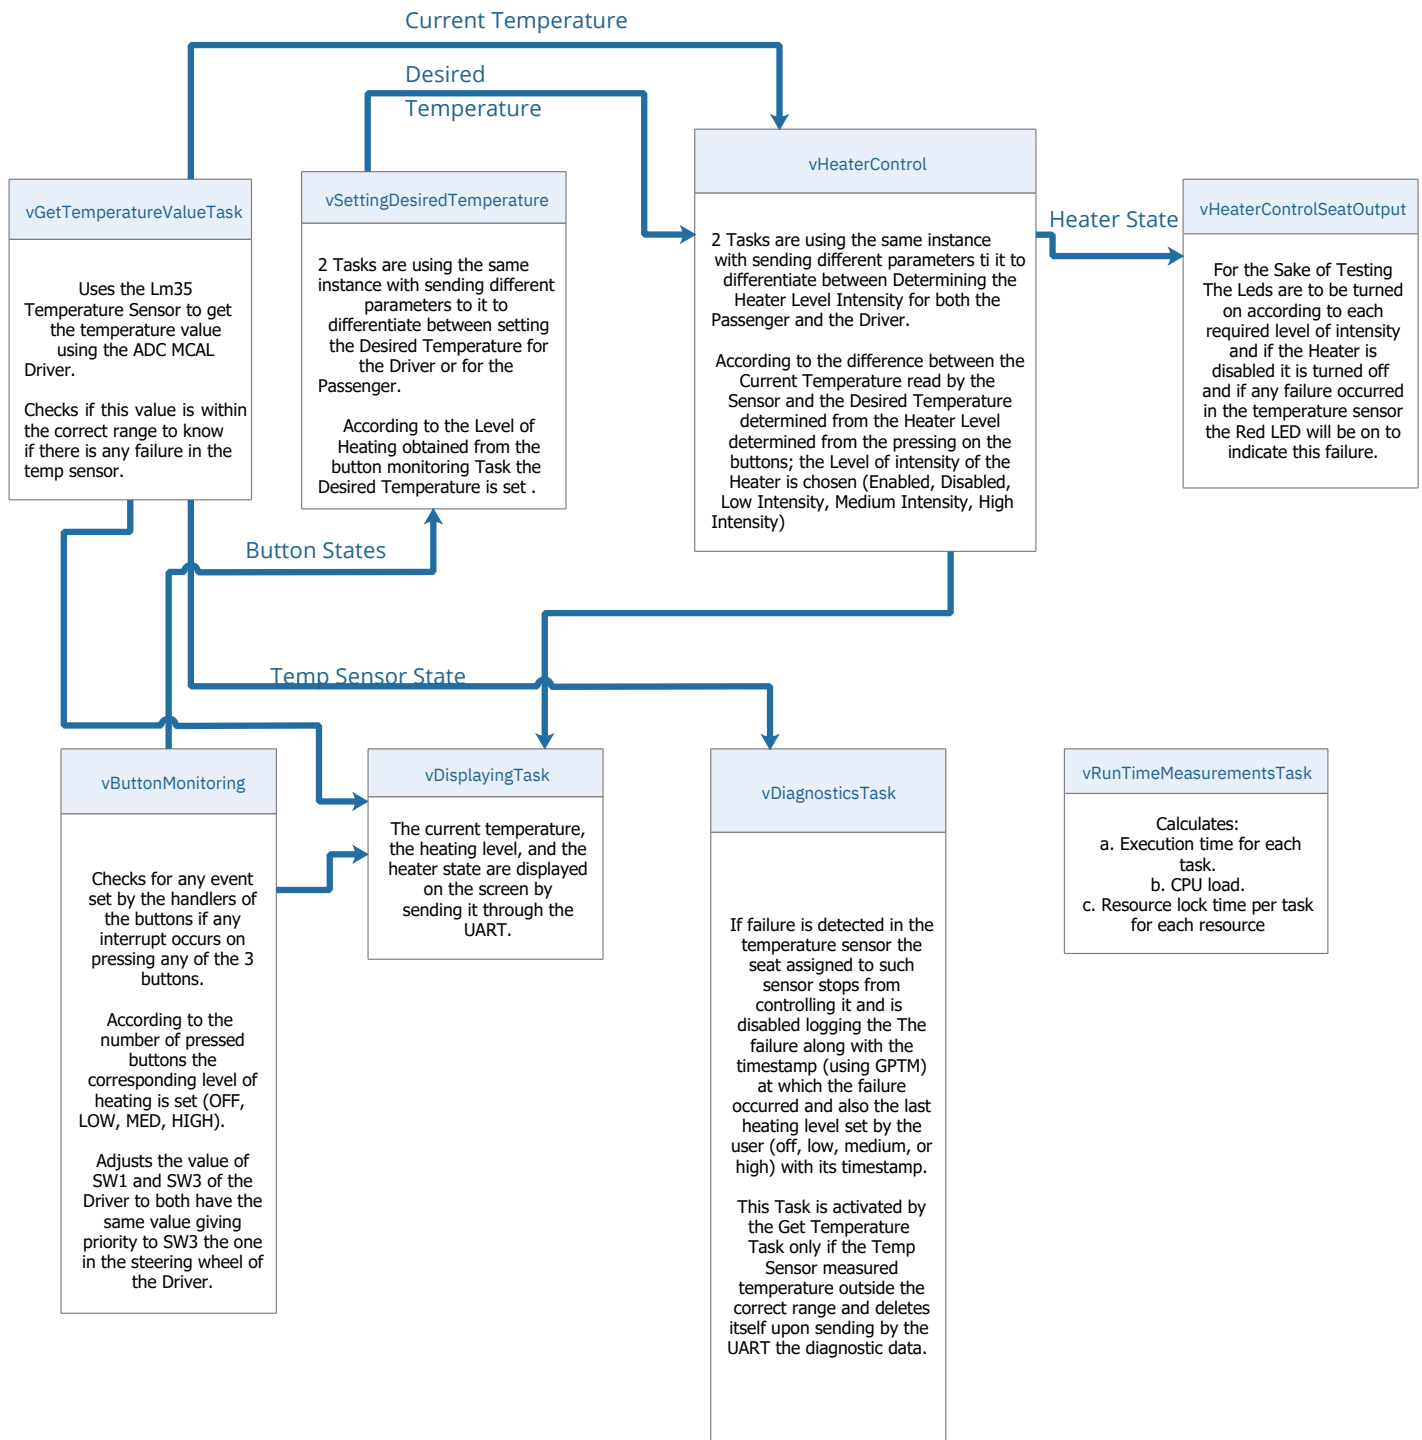 Current Temperature
Desired
Temperature
vGetTemperatureValueTask
Uses the Lm35
Temperature Sensor to get
the temperature value
using the ADC MCAL
Driver.
Checks if this value is within
the correct range to know
if there is any failure in the
temp sensor.
vSettingDesiredTemperature
2 Tasks are using the same
instance with sending different
parameters to it to
differentiate between setting
the Desired Temperature for
the Driver or for the
Passenger.
According to the Level of
Heating obtained from the
button monitoring Task the
Desired Temperature is set .
vHeaterControl
2 Tasks are using the same instance
with sending different parameters ti it to
differentiate between Determining the
Heater Level Intensity for both the
Passenger and the Driver.
According to the difference between the
Current Temperature read by the
Sensor and the Desired Temperature
determined from the Heater Level
determined from the pressing on the
buttons; the Level of intensity of the
Heater is chosen (Enabled, Disabled,
Low Intensity, Medium Intensity, High
Intensity)
Heater State
vHeaterControlSeatOutput
For the Sake of Testing
The Leds are to be turned
on according to each
required level of intensity
and if the Heater is
disabled it is turned off
and if any failure occurred
in the temperature sensor
the Red LED will be on to
indicate this failure.
Button States
Temp Sensor State
vButtonMonitoring
Checks for any event
set by the handlers of
the buttons if any
interrupt occurs on
pressing any of the 3
buttons.
According to the
number of pressed
buttons the
corresponding level of
heating is set (OFF,
LOW, MED, HIGH).
Adjusts the value of
SW1 and SW3 of the
Driver to both have the
same value giving
priority to SW3 the one
in the steering wheel of
the Driver.
vDisplayingTask
The current temperature,
the heating level, and the
heater state are displayed
on the screen by
sending it through the
UART.
vDiagnosticsTask
If failure is detected in the
temperature sensor the
seat assigned to such
sensor stops from
controlling it and is
disabled logging the The
failure along with the
timestamp (using GPTM)
at which the failure
occurred and also the last
heating level set by the
user (off, low, medium, or
high) with its timestamp.
This Task is activated by
the Get Temperature
Task only if the Temp
Sensor measured
temperature outside the
correct range and deletes
itself upon sending by the
UART the diagnostic data.
vRunTimeMeasurementsTask
Calculates:
a. Execution time for each
task.
b. CPU load.
c. Resource lock time per task
for each resource